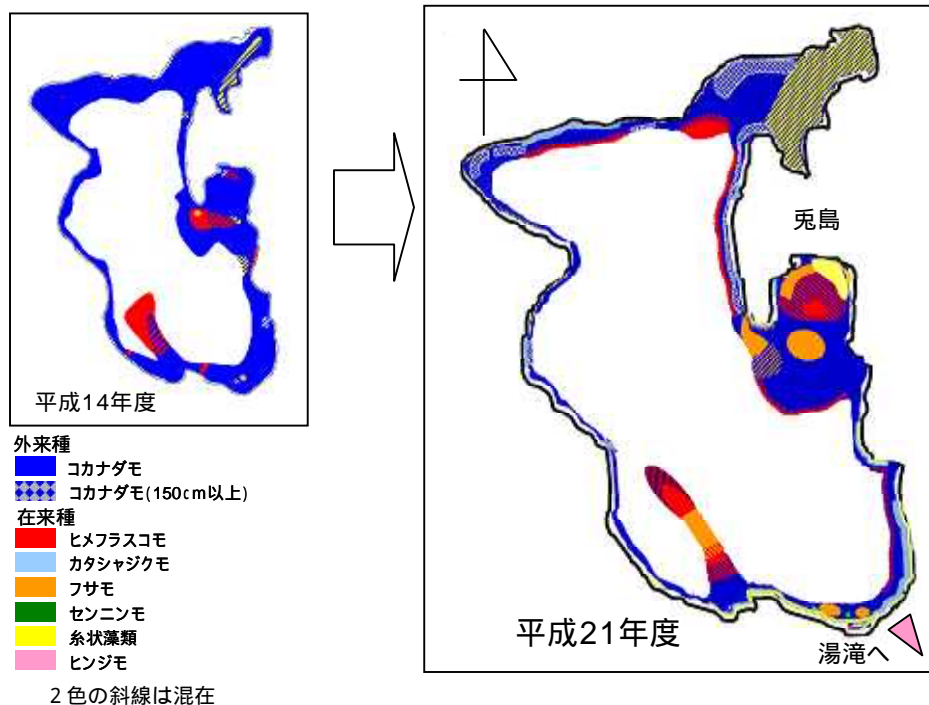 平成14年度
外来種
コカナダモ
コカナダモ(150cm以上)
在来種
ヒメフラスコモ
カタシャジクモ
フサモ
センニンモ
糸状藻類
ヒンジモ
2色の斜線は混在
兎島
平成21年度
湯滝へ